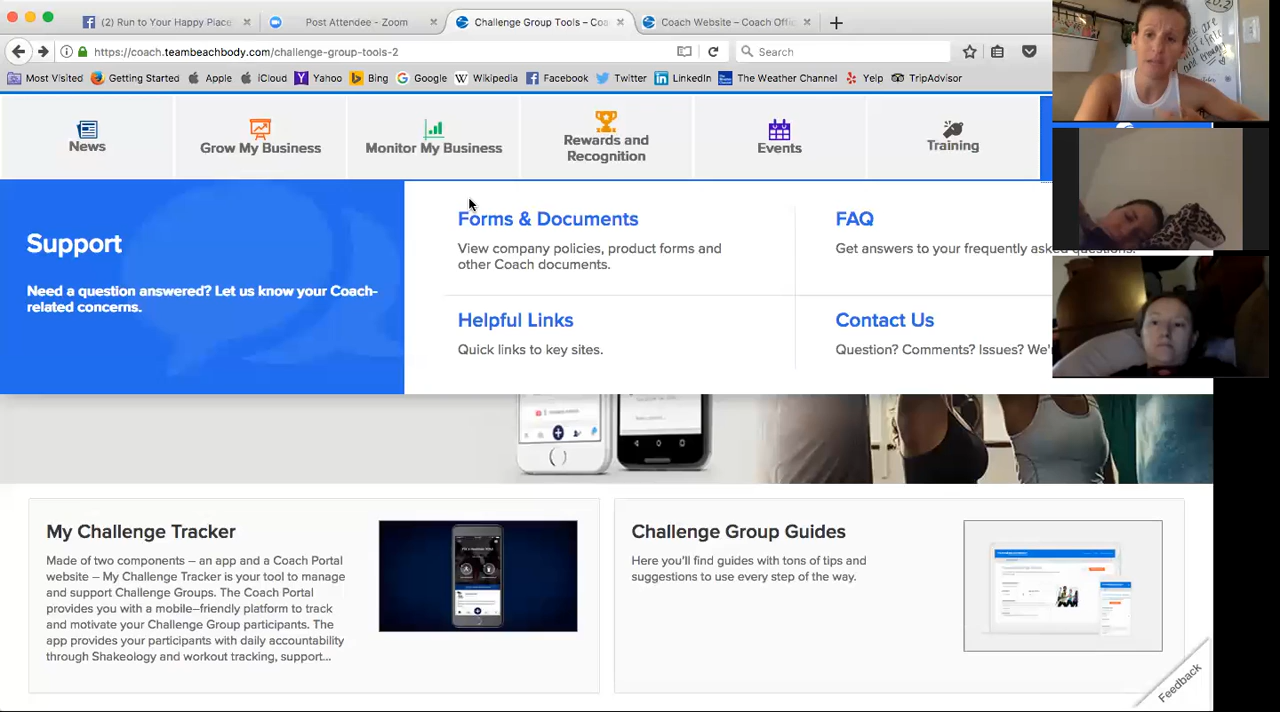 (2) Run to Your Happy Place
Post Attendee – Zoom
Challenge Group Tools – Coa
Coach Website – Coach Offi
https://coach.teambeachbody.com/challenge-group-tools-2
Search
Most Visited
Getting Started
Apple
iCloud
Yahoo
Bing
Google
Wikipedia
Facebook
Twitter
LinkedIn
The Weather Channel
Yelp
TripAdvisor
News
Grow My Business
Monitor My Business
Rewards and
Recognition
Events
Training
Support
Need a question answered? Let us know your Coach-
related concerns.
Forms & Documents
View company policies, product forms and
other Coach documents.
FAQ
Get answers to your frequently asked questions.
Helpful Links
Quick links to key sites.
Contact Us
Question? Comments? Issues? We'r
My Challenge Tracker
Made of two components – an app and a Coach Portal
website – My Challenge Tracker is your tool to manage
and support Challenge Groups. The Coach Portal
provides you with a mobile–friendly platform to track
and motivate your Challenge Group participants. The
app provides your participants with daily accountability
through Shakeology and workout tracking, support...
Challenge Group Guides
Here you'll find guides with tons of tips and
suggestions to use every step of the way.
Feedback